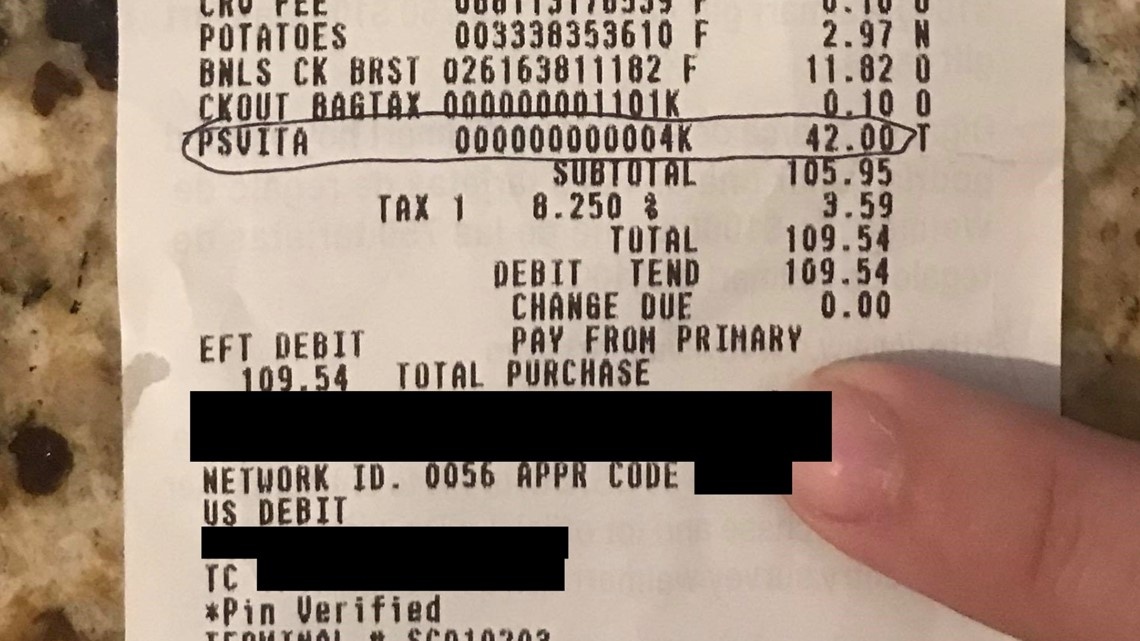 CRV FEE F 0.10 O
POTATOES 003338353610 F 2.97 N
BNLS CK BRST 026163811182 F 11.82 O
CKOUT BAGTAX 000000001101K 0.10 O
PSVITA 000000000004K 42.00 T
SUBTOTAL 105.95
TAX 1 8.250 % 3.59
TOTAL 109.54
DEBIT TEND 109.54
CHANGE DUE 0.00
EFT DEBIT PAY FROM PRIMARY
109.54 TOTAL PURCHASE
NETWORK ID. 0056 APPR CODE
US DEBIT
TC
*Pin Verified
TERMINAL # SC010203